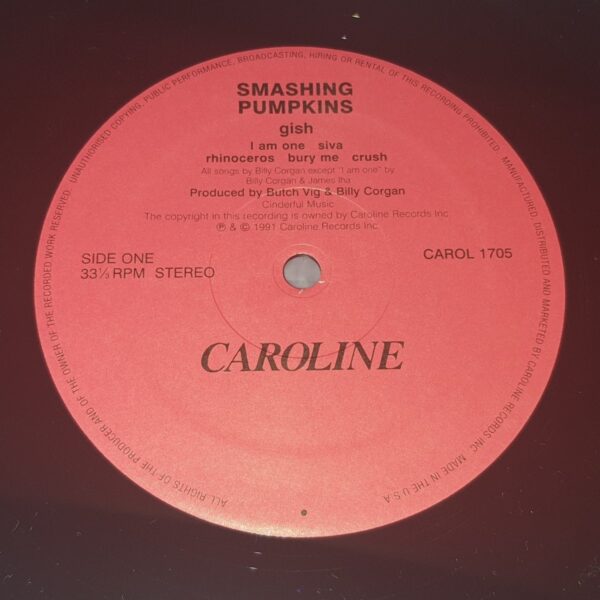 SMASHING
PUMPKINS
gish
I am one siva
rhinoceros bury me crush
All songs by Billy Corgan except "I am one" by
Billy Corgan & James Iha
Produced by Butch Vig & Billy Corgan
Cinderful Music
The copyright in this recording is owned by Caroline Records Inc
℗ & © 1991 Caroline Records Inc
SIDE ONE
33⅓ RPM STEREO
CAROL 1705
CAROLINE
ALL RIGHTS OF THE PRODUCER AND OF THE OWNER OF THE RECORDED WORK RESERVED. UNAUTHORISED COPYING, PUBLIC PERFORMANCE, BROADCASTING, HIRING OR RENTAL OF THIS RECORDING PROHIBITED. MANUFACTURED, DISTRIBUTED AND MARKETED BY CAROLINE RECORDS INC. MADE IN THE U S A